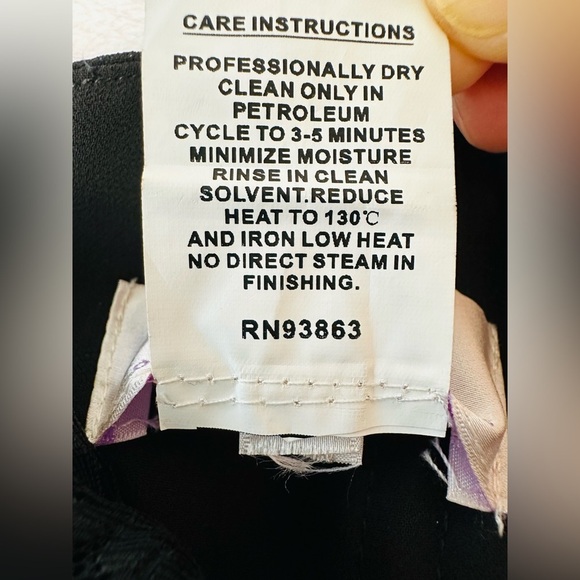 CARE INSTRUCTIONS
PROFESSIONALLY DRY
CLEAN ONLY IN
PETROLEUM
CYCLE TO 3-5 MINUTES
MINIMIZE MOISTURE
RINSE IN CLEAN
SOLVENT.REDUCE
HEAT TO 130℃
AND IRON LOW HEAT
NO DIRECT STEAM IN
FINISHING.
RN93863